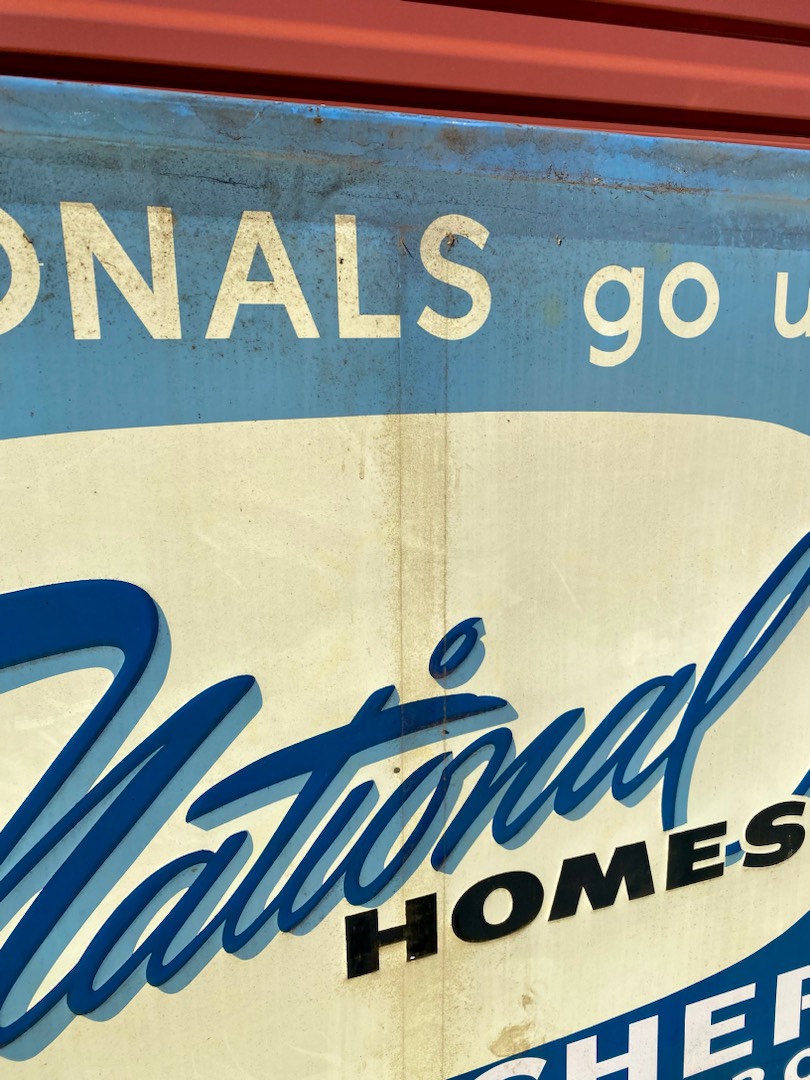 ONALS go u
National
HOMES
CHER